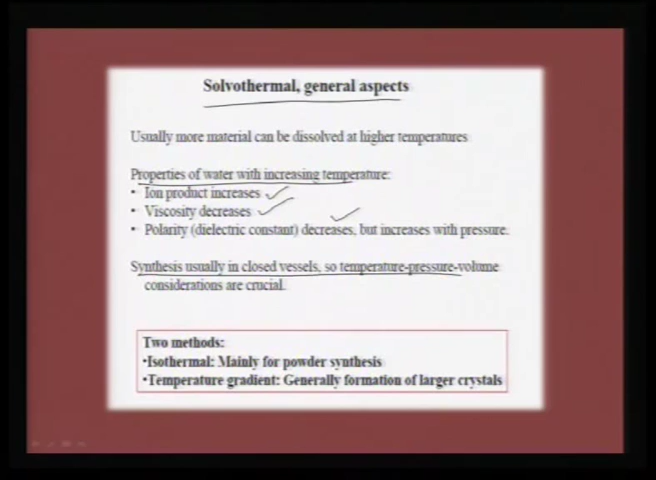 Solvothermal, general aspects
Usually more material can be dissolved at higher temperatures
Properties of water with increasing temperature:
• Ion product increases
• Viscosity decreases
• Polarity (dielectric constant) decreases, but increases with pressure.
Synthesis usually in closed vessels, so temperature-pressure-volume
considerations are crucial.
Two methods:
•Isothermal: Mainly for powder synthesis
•Temperature gradient: Generally formation of larger crystals